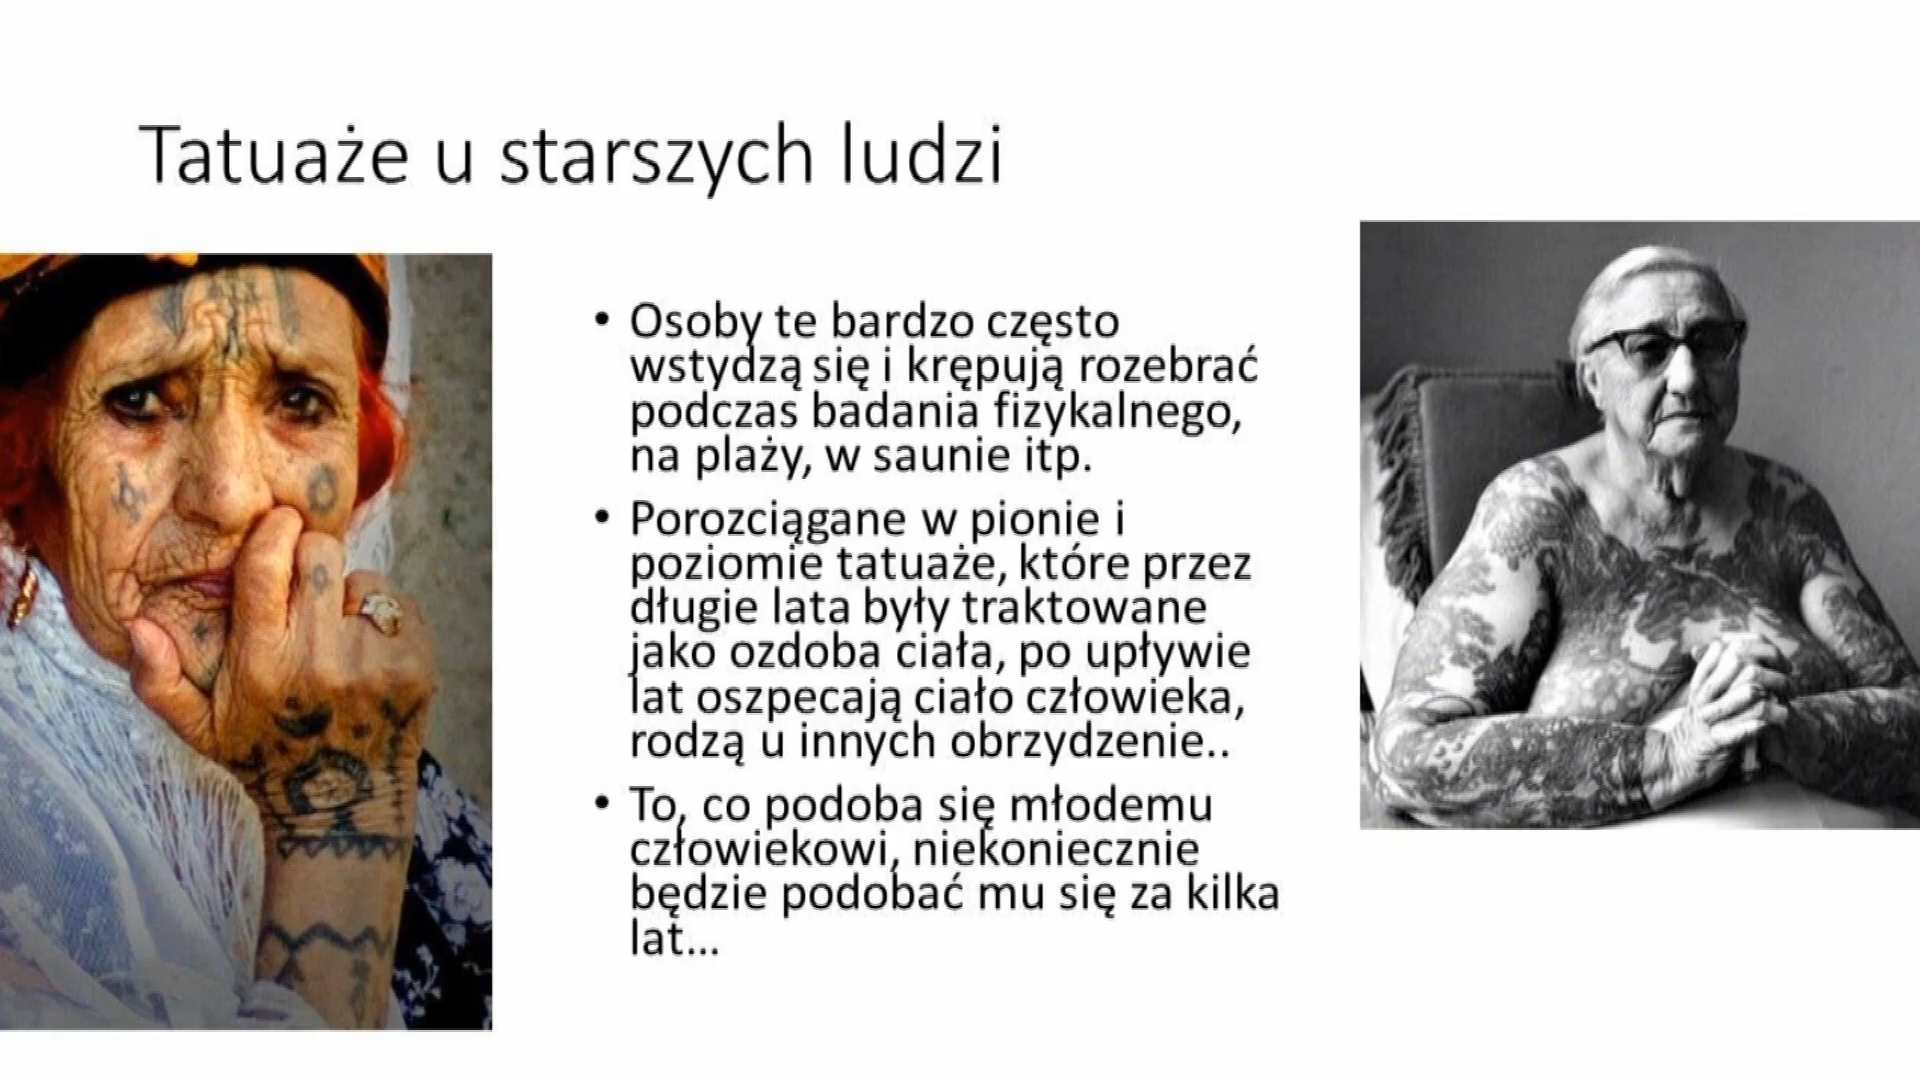 Tatuaże u starszych ludzi
• Osoby te bardzo często
wstydzą się i krępują rozebrać
podczas badania fizykalnego,
na plaży, w saunie itp.
• Porozciągane w pionie i
poziomie tatuaże, które przez
długie lata były traktowane
jako ozdoba ciała, po upływie
lat oszpecają ciało człowieka,
rodzą u innych obrzydzenie..
• To, co podoba się młodemu
człowiekowi, niekoniecznie
będzie podobać mu się za kilka
lat...